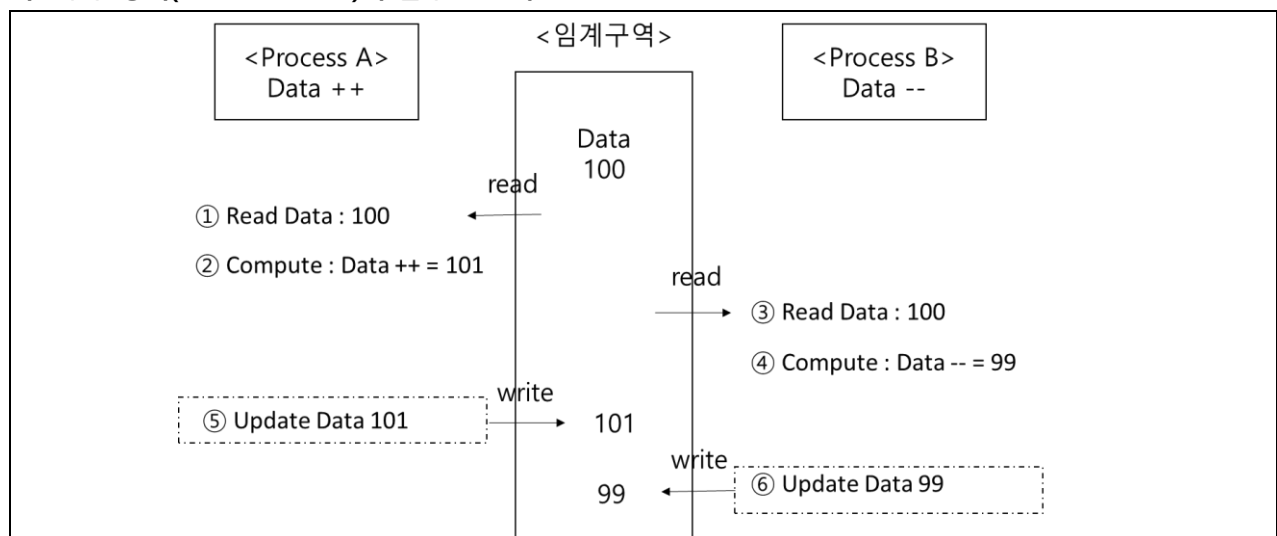 <임계구역>
<Process A>
Data ++
<Process B>
Data --
Data
100
read
① Read Data : 100
② Compute : Data ++ = 101
read
③ Read Data : 100
④ Compute : Data -- = 99
write
⑤ Update Data 101
101
write
⑥ Update Data 99
99